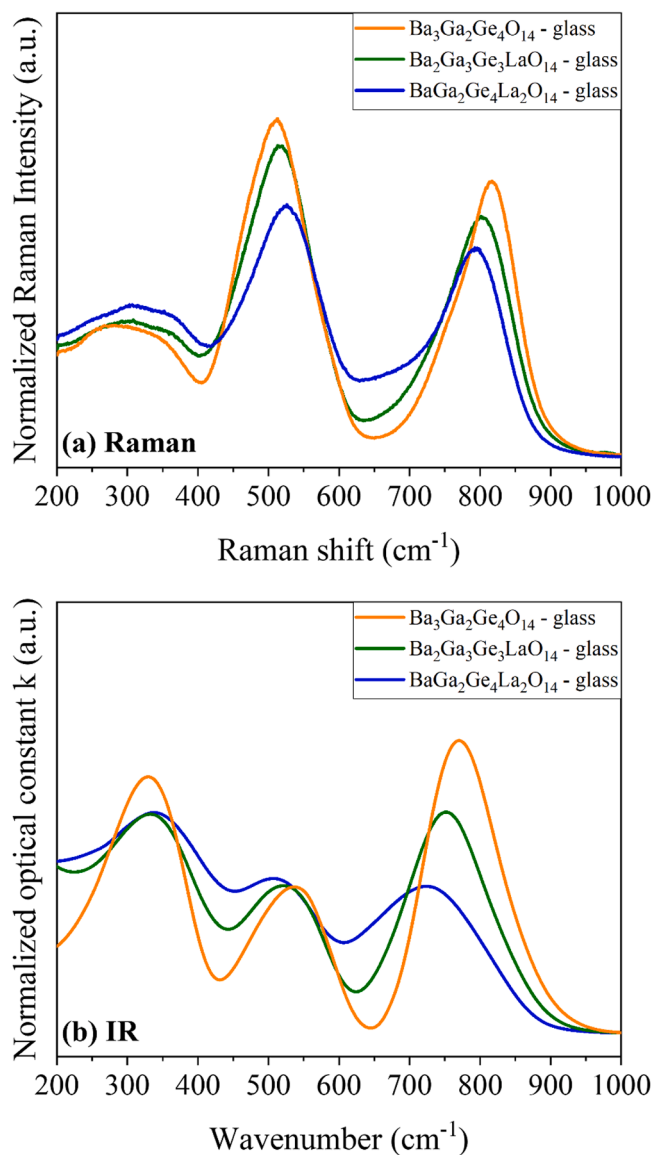 Normalized Raman Intensity (a.u.)
Ba₃Ga₂Ge₄O₁₄ - glass
Ba₂Ga₃Ge₃LaO₁₄ - glass
BaGa₂Ge₄La₂O₁₄ - glass
(a) Raman
200 300 400 500 600 700 800 900 1000
Raman shift (cm⁻¹)
Normalized optical constant k (a.u.)
Ba₃Ga₂Ge₄O₁₄ - glass
Ba₂Ga₃Ge₃LaO₁₄ - glass
BaGa₂Ge₄La₂O₁₄ - glass
(b) IR
200 300 400 500 600 700 800 900 1000
Wavenumber (cm⁻¹)